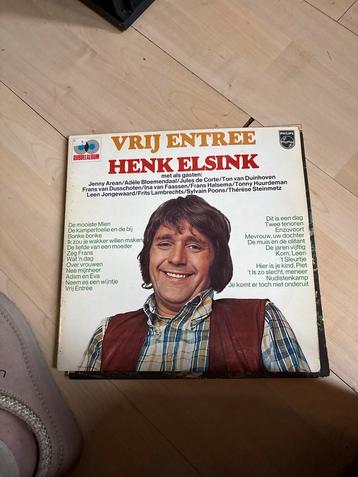 DUBBELALBUM
PHILIPS
VRIJ ENTREE
HENK ELSINK
met als gasten:
Jenny Arean/Adèle Bloemendaal/Jules de Corte/Ton van Duinhoven
Frans van Dusschoten/Ina van Faassen/Frans Halsema/Tonny Huurdeman
Leen Jongewaard/Frits Lambrechts/Sylvain Poons/Thérèse Steinmetz
De mooiste Mien
De kamperfoelie en de bij
Bonke bonke
Ik zou je wakker willen maken
De liefde van een moeder
Zeg Frans
Wat 'n dag
Over vrouwen
Nee mijnheer
Adam en Eva
Neem es een wijntje
Vrij Entrée
Dit is een dag
Twee tenoren
Enzovoort
Mevrouw, uw dochter
De muis en de olifant
De jaren vijftig
Kom, Leen
't Sleurtje
Hier is je kind, Piet
't Is zo slecht, meneer
Nudistenkamp
Je komt er toch niet onderuit